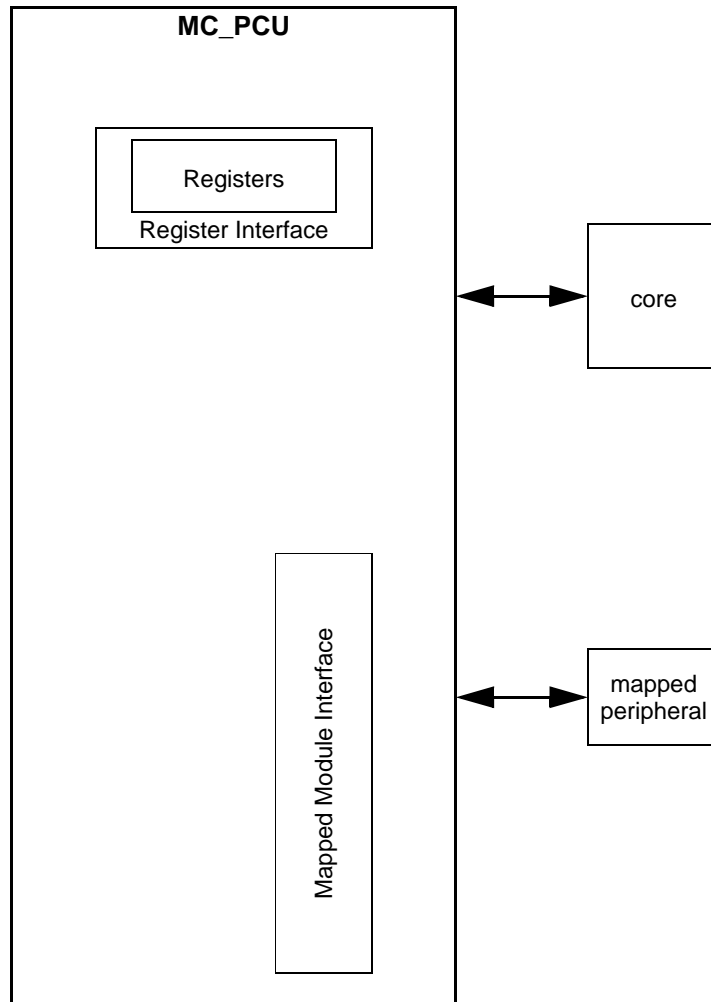 MC_PCU
Registers
Register Interface
core
Mapped Module Interface
mapped
peripheral